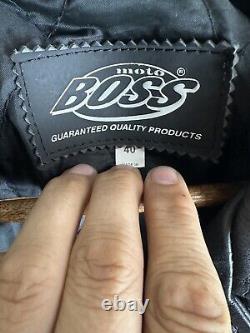 moto ®
BOSS
GUARANTEED QUALITY PRODUCTS
40